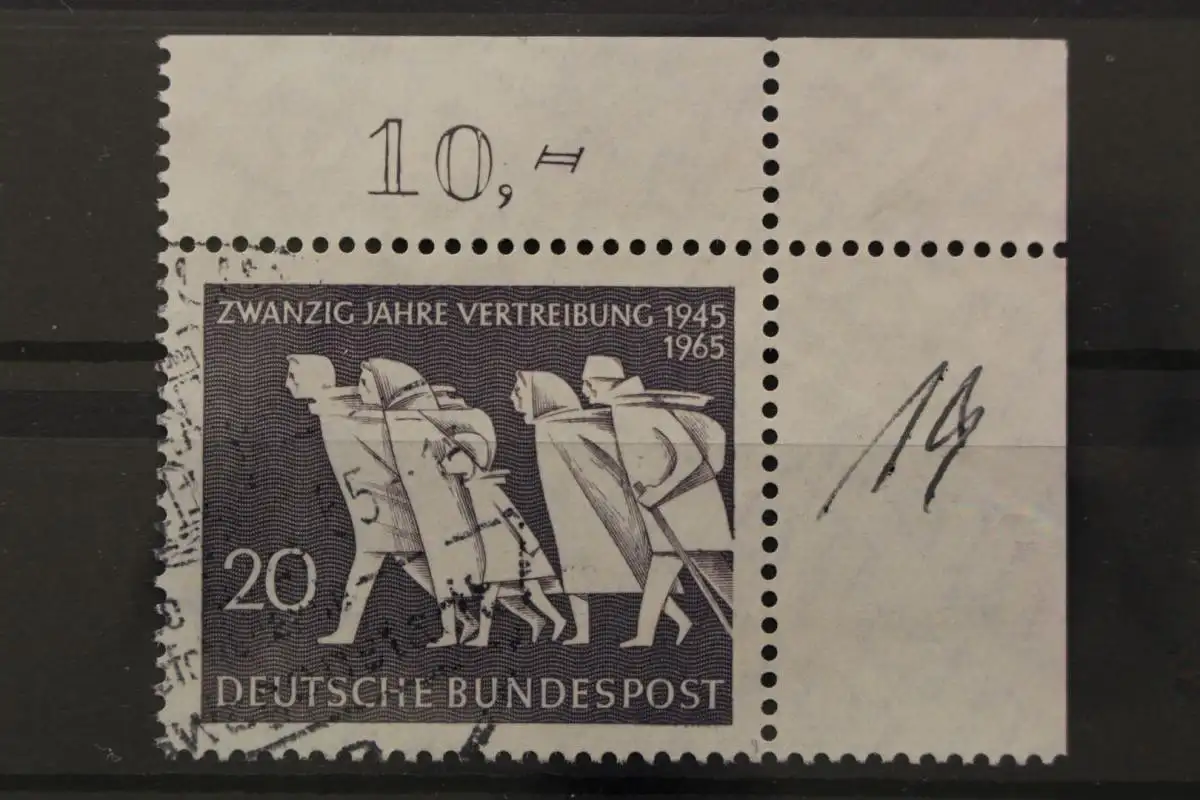 10,=
ZWANZIG JAHRE VERTREIBUNG 1945
1965
20
DEUTSCHE BUNDESPOST